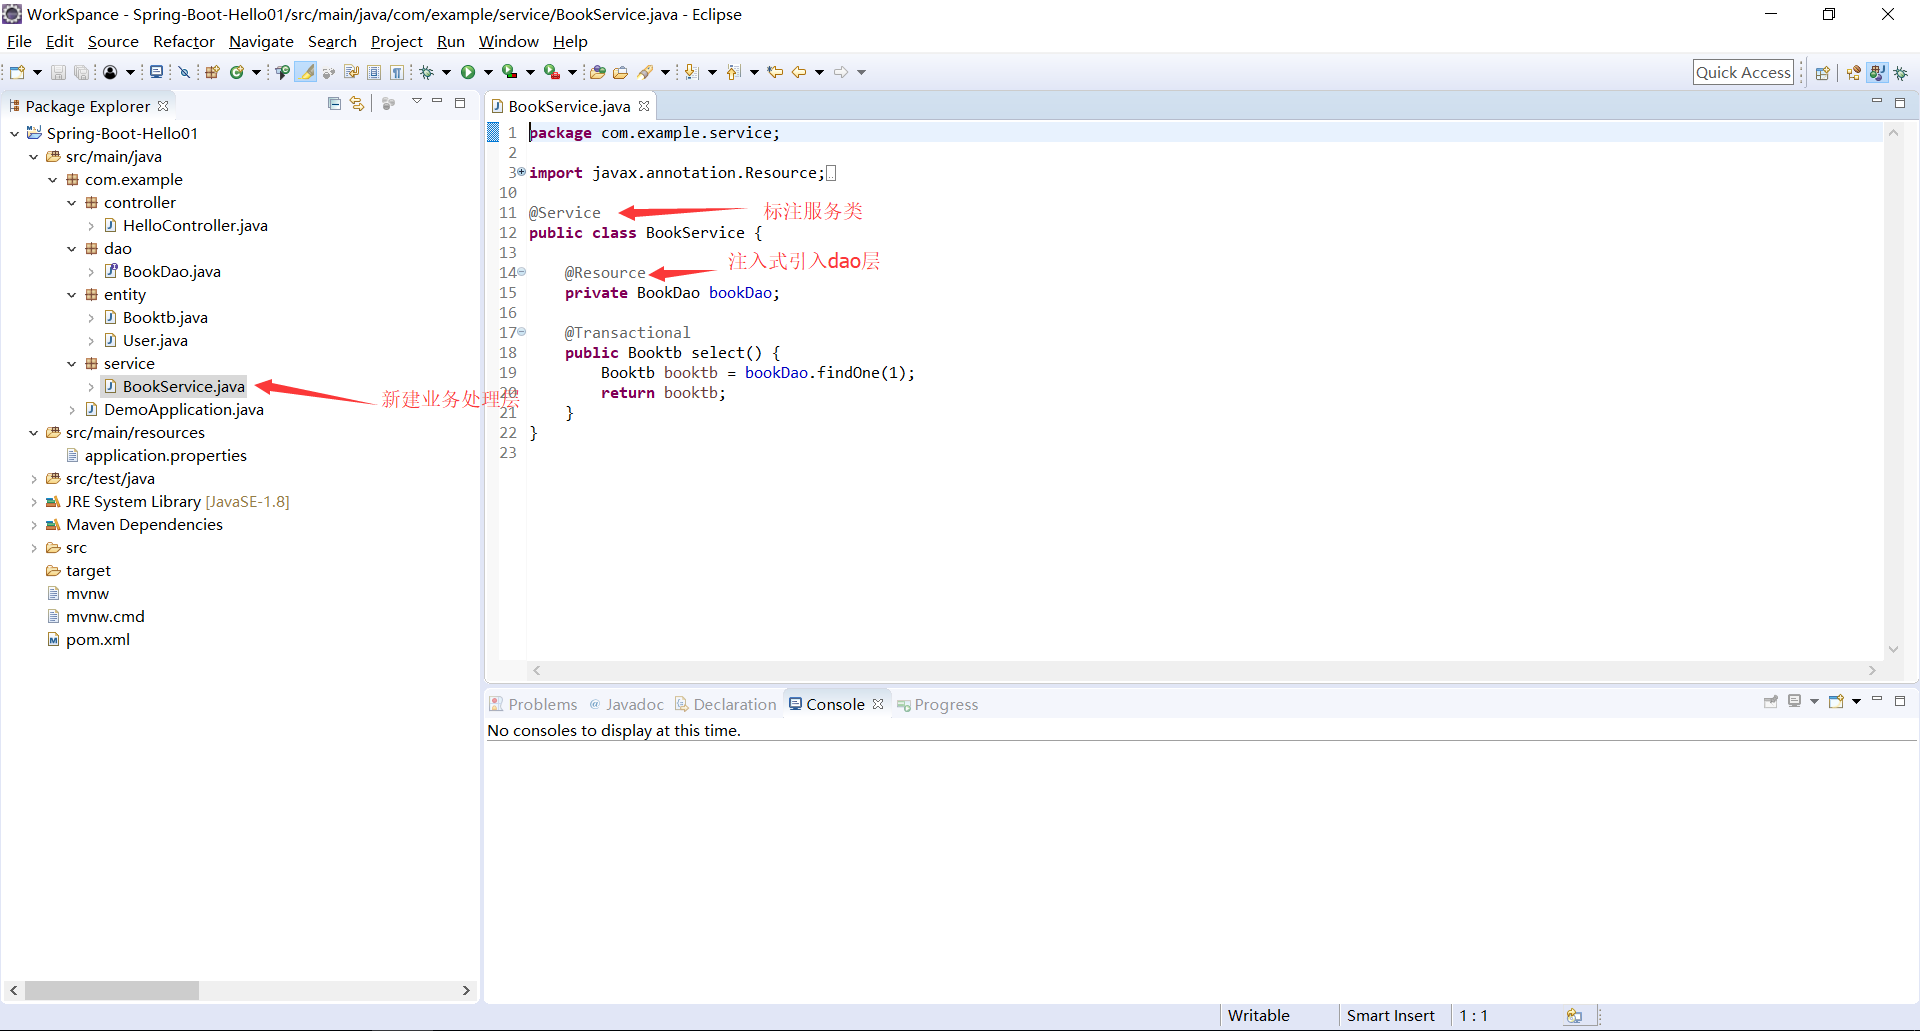 WorkSpance - Spring-Boot-Hello01/src/main/java/com/example/service/BookService.java - Eclipse
File Edit Source Refactor Navigate Search Project Run Window Help
Quick Access
Package Explorer
Spring-Boot-Hello01
src/main/java
com.example
controller
HelloController.java
dao
BookDao.java
entity
Booktb.java
User.java
service
BookService.java
新建业务处理层
DemoApplication.java
src/main/resources
application.properties
src/test/java
JRE System Library [JavaSE-1.8]
Maven Dependencies
src
target
mvnw
mvnw.cmd
pom.xml
BookService.java
1 package com.example.service;
2
3 import javax.annotation.Resource;
10
11 @Service 标注服务类
12 public class BookService {
13
14 @Resource 注入式引入dao层
15 private BookDao bookDao;
16
17 @Transactional
18 public Booktb select() {
19 Booktb booktb = bookDao.findOne(1);
20 return booktb;
21 }
22 }
23
Problems @ Javadoc Declaration Console Progress
No consoles to display at this time.
Writable Smart Insert 1 : 1